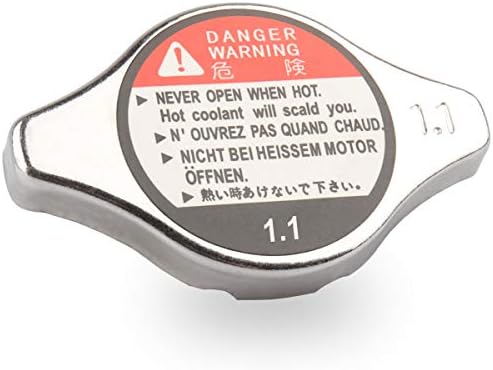 DANGER
WARNING
危 険
▶ NEVER OPEN WHEN HOT.
Hot coolant will scald you.
▶ N' OUVREZ PAS QUAND CHAUD.
▶ NICHT BEI HEISSEM MOTOR
ÖFFNEN.
▶熱い時あけないで下さい。
1.1
1.1